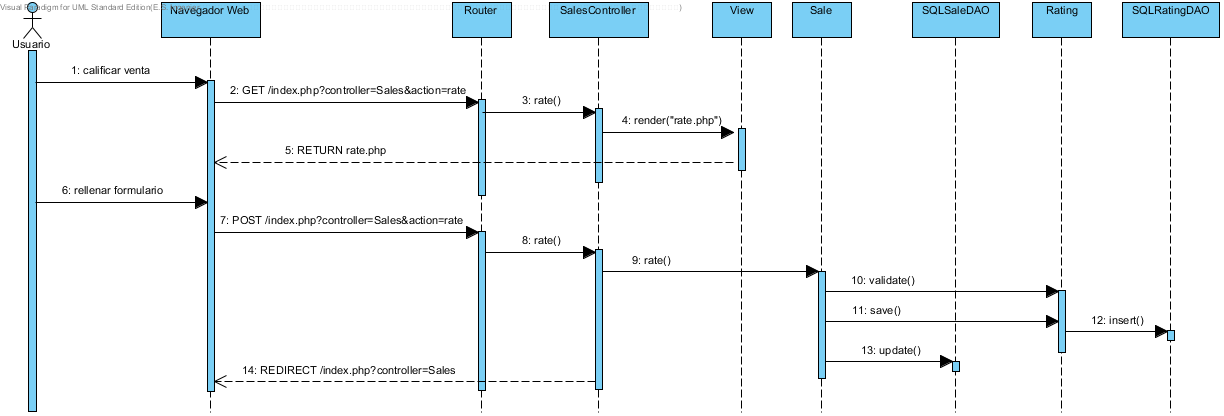 Visual Paradigm for UML Standard Edition(E.S.
)
Usuario
Navegador Web
Router
SalesController
View
Sale
SQLSaleDAO
Rating
SQLRatingDAO
1: calificar venta
2: GET /index.php?controller=Sales&action=rate
3: rate()
4: render("rate.php")
5: RETURN rate.php
6: rellenar formulario
7: POST /index.php?controller=Sales&action=rate
8: rate()
9: rate()
10: validate()
11: save()
12: insert()
13: update()
14: REDIRECT /index.php?controller=Sales